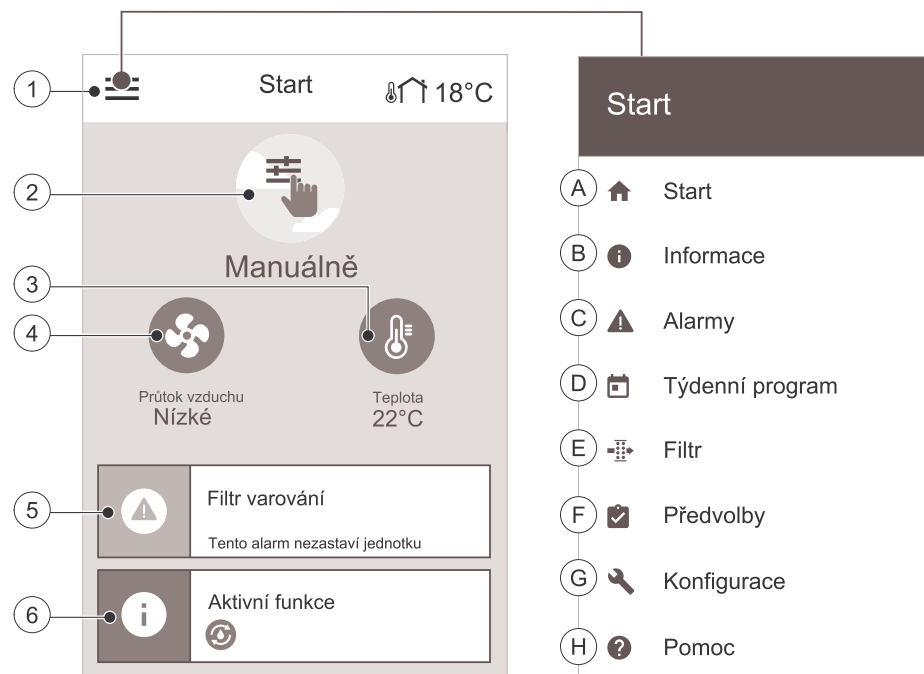 1
Start
18°C
2
Manuálně
3
4
Průtok vzduchu
Nízké
Teplota
22°C
5
Filtr varování
Tento alarm nezastaví jednotku
6
Aktivní funkce
Start
A Start
B Informace
C Alarmy
D Týdenní program
E Filtr
F Předvolby
G Konfigurace
H Pomoc